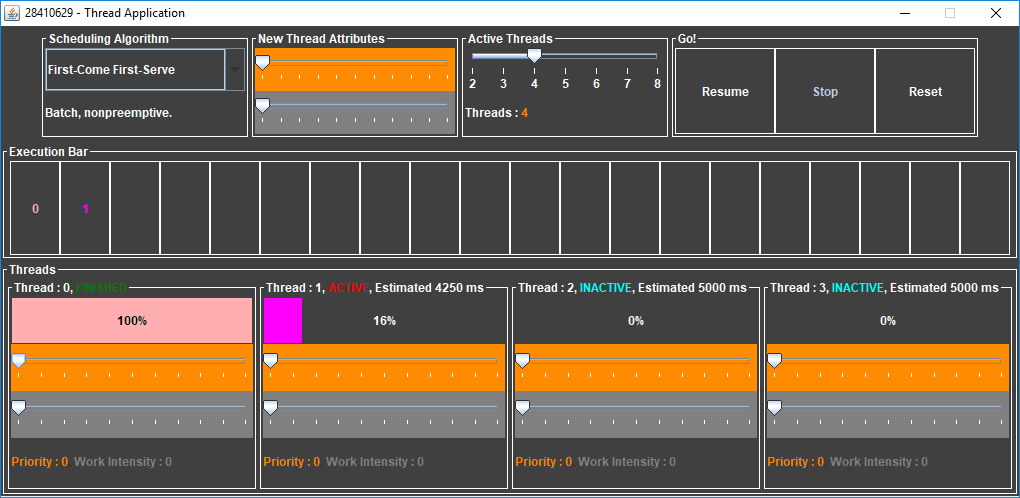 28410629 - Thread Application
Scheduling Algorithm
First-Come First-Serve
Batch, nonpreemptive.
New Thread Attributes
Active Threads
2 3 4 5 6 7 8
Threads : 4
Go!
Resume Stop Reset
Execution Bar
0 1
Threads
Thread : 0, FINISHED
100%
Priority : 0 Work Intensity : 0
Thread : 1, ACTIVE, Estimated 4250 ms
16%
Priority : 0 Work Intensity : 0
Thread : 2, INACTIVE, Estimated 5000 ms
0%
Priority : 0 Work Intensity : 0
Thread : 3, INACTIVE, Estimated 5000 ms
0%
Priority : 0 Work Intensity : 0